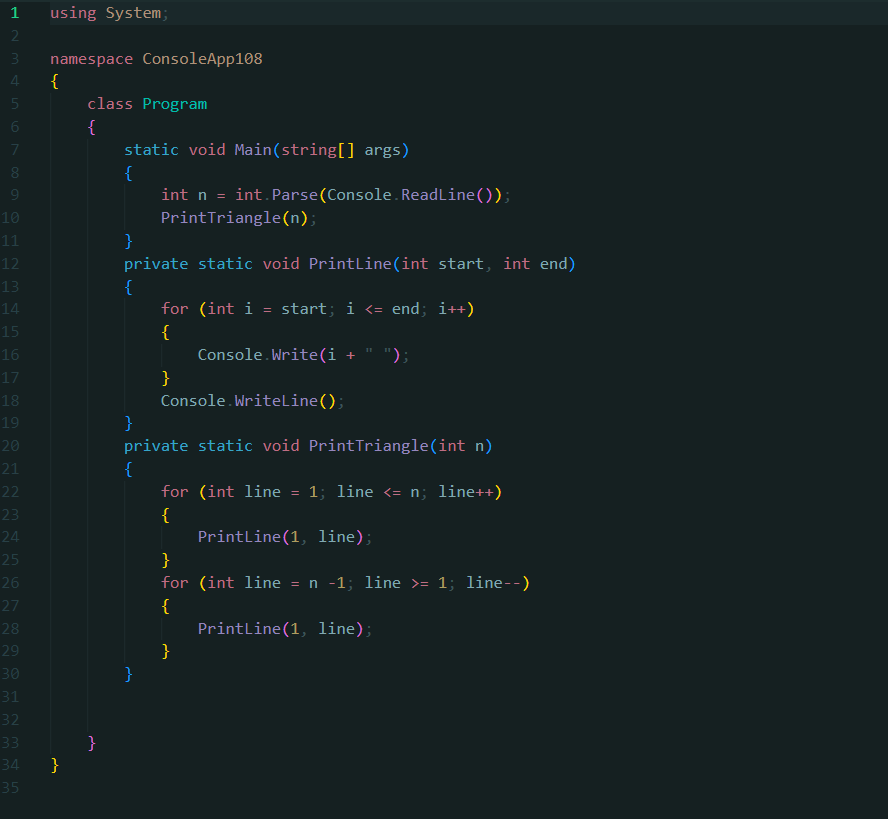 1 using System;
2
3 namespace ConsoleApp108
4 {
5     class Program
6     {
7         static void Main(string[] args)
8         {
9             int n = int.Parse(Console.ReadLine());
10             PrintTriangle(n);
11         }
12         private static void PrintLine(int start, int end)
13         {
14             for (int i = start; i <= end; i++)
15             {
16                 Console.Write(i + " ");
17             }
18             Console.WriteLine();
19         }
20         private static void PrintTriangle(int n)
21         {
22             for (int line = 1; line <= n; line++)
23             {
24                 PrintLine(1, line);
25             }
26             for (int line = n -1; line >= 1; line--)
27             {
28                 PrintLine(1, line);
29             }
30         }
31
32
33     }
34 }
35